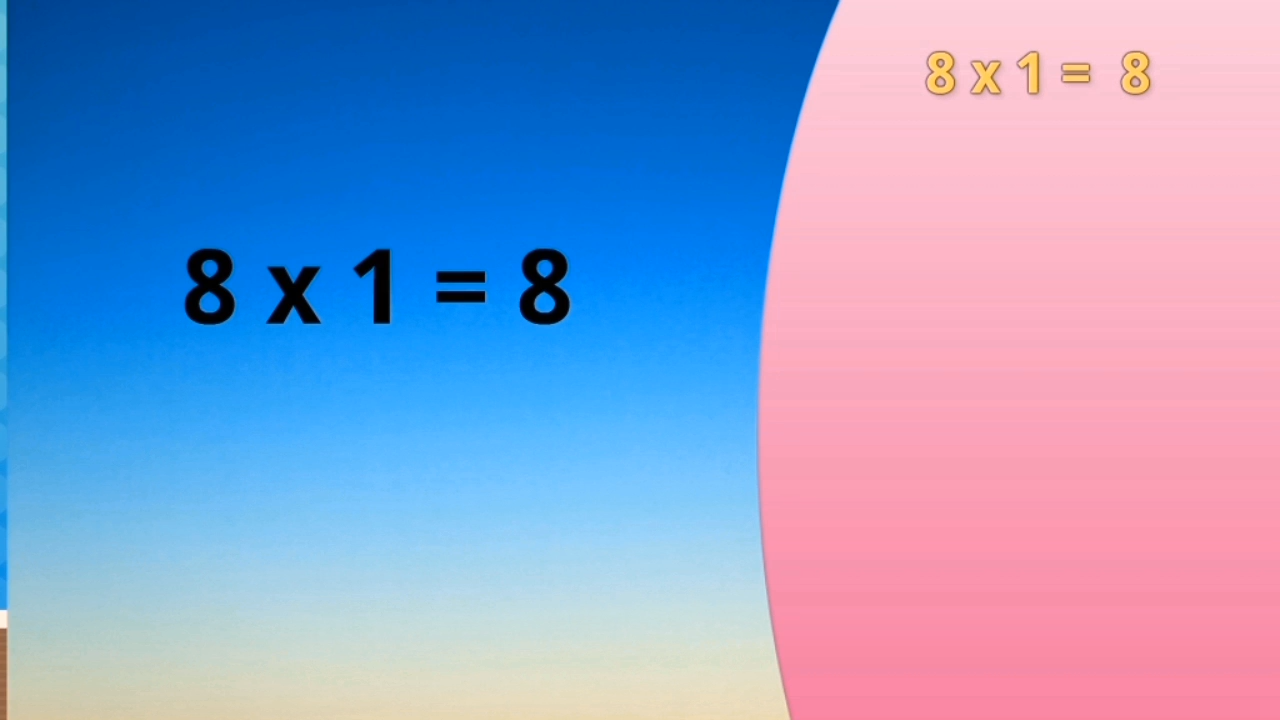 8 x 1 = 8
8 x 1 = 8